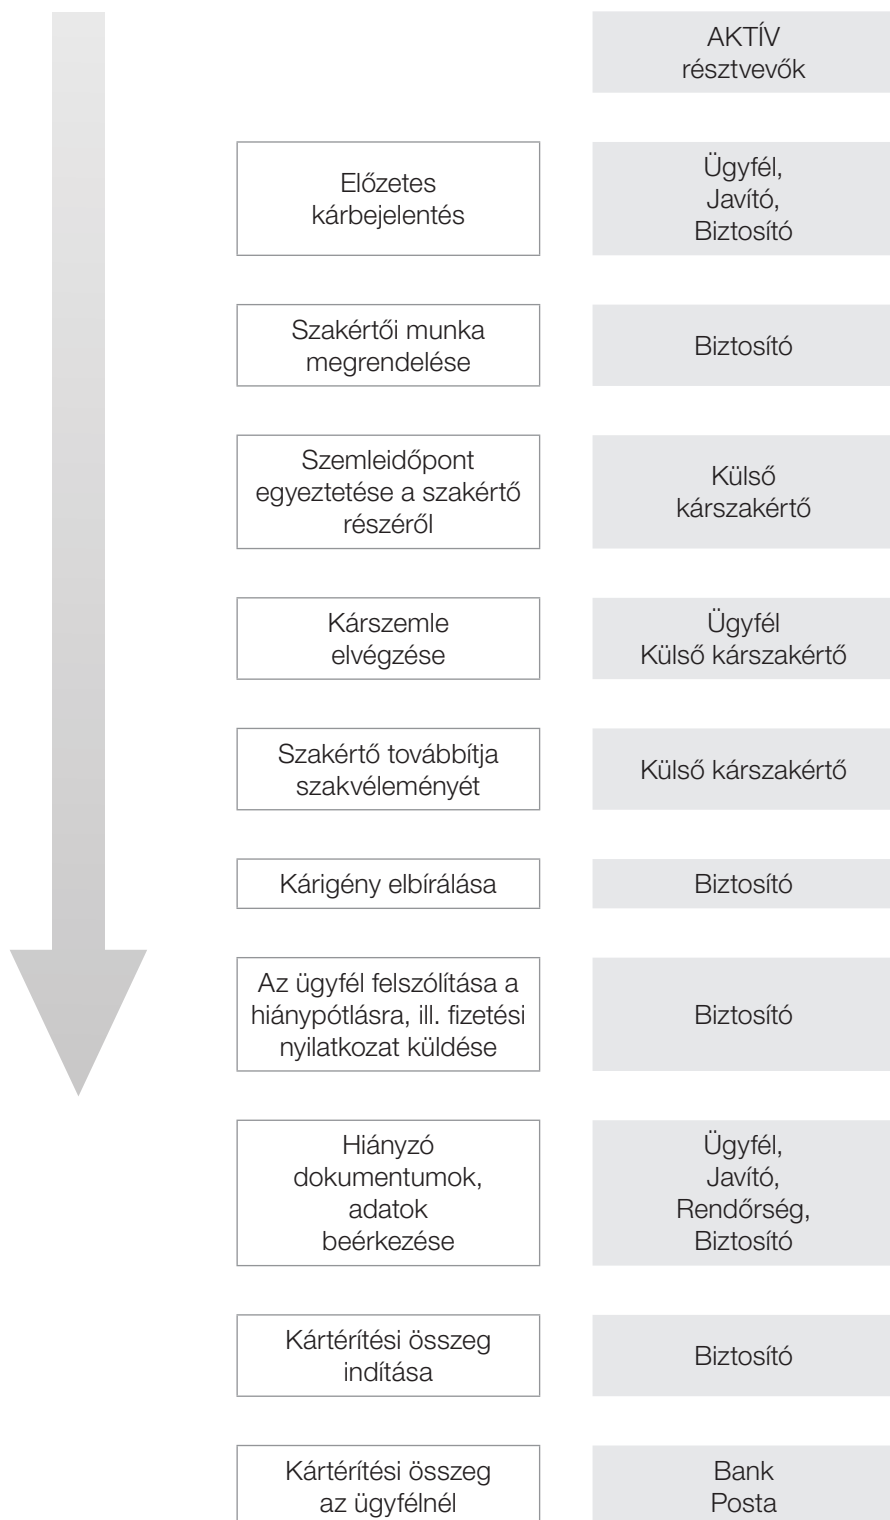 AKTÍV
résztvevők
Előzetes
kárbejelentés
Ügyfél,
Javító,
Biztosító
Szakértői munka
megrendelése
Biztosító
Szemleidőpont
egyeztetése a szakértő
részéről
Külső
kárszakértő
Kárszemle
elvégzése
Ügyfél
Külső kárszakértő
Szakértő továbbítja
szakvéleményét
Külső kárszakértő
Kárigény elbírálása
Biztosító
Az ügyfél felszólítása a
hiánypótlásra, ill. fizetési
nyilatkozat küldése
Biztosító
Hiányzó
dokumentumok,
adatok
beérkezése
Ügyfél,
Javító,
Rendőrség,
Biztosító
Kártérítési összeg
indítása
Biztosító
Kártérítési összeg
az ügyfélnél
Bank
Posta